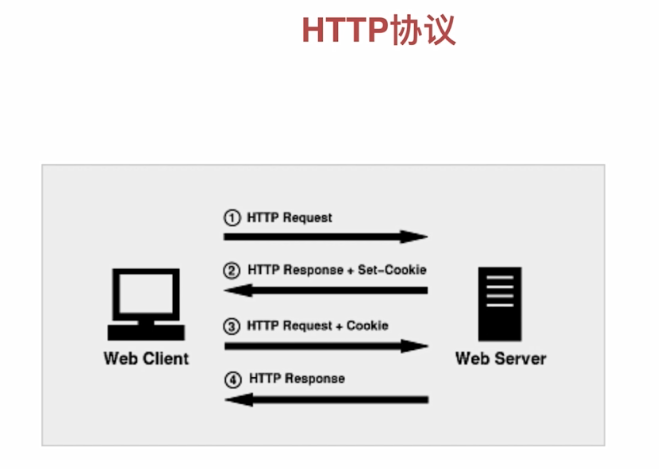 HTTP协议
① HTTP Request
② HTTP Response + Set-Cookie
③ HTTP Request + Cookie
④ HTTP Response
Web Client
Web Server